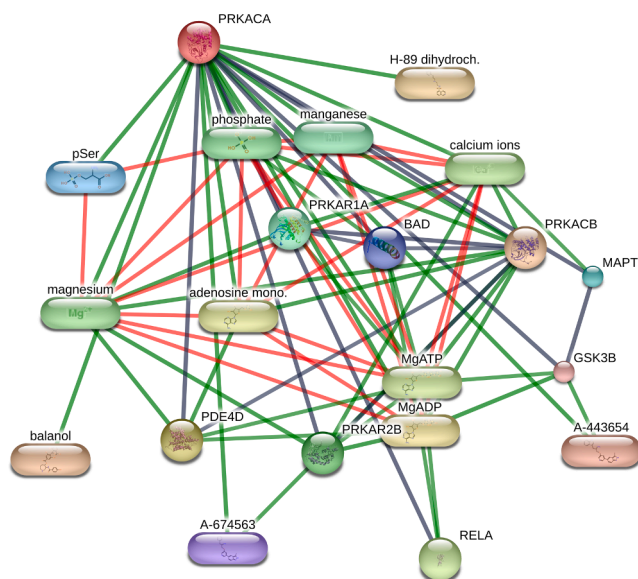 PRKACA
H-89 dihydroch.
phosphate
manganese
calcium ions
pSer
PRKAR1A
BAD
PRKACB
MAPT
magnesium
adenosine mono.
Mg++
MgATP
GSK3B
MgADP
PDE4D
PRKAR2B
balanol
A-443654
A-674563
RELA